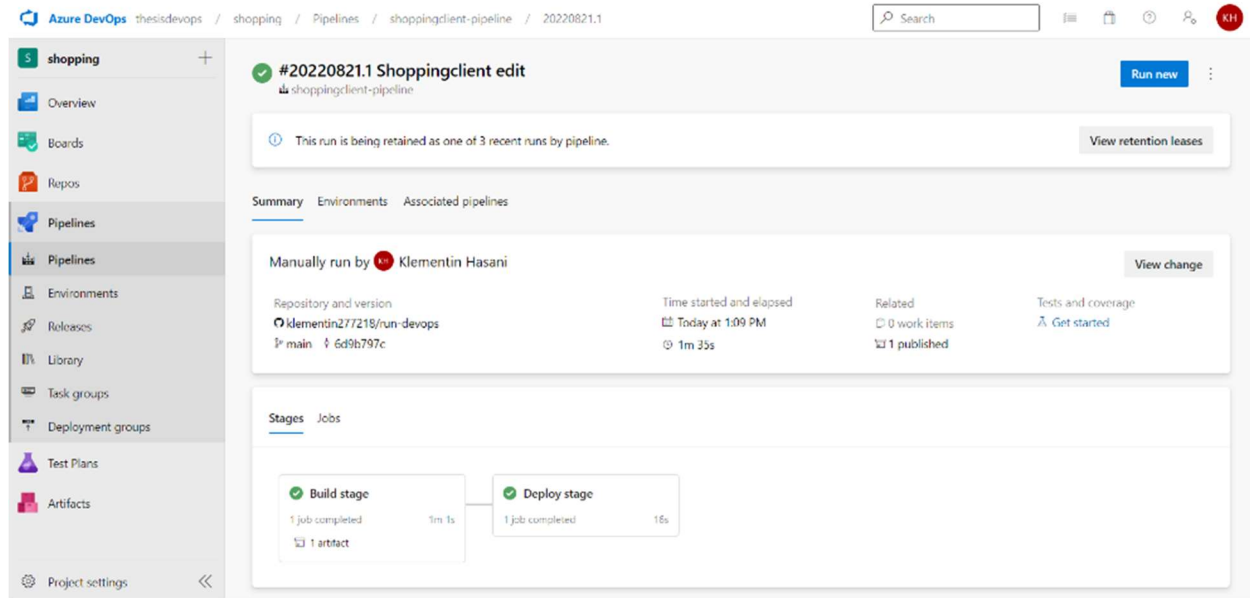 Azure DevOps thesisdevops / shopping / Pipelines / shoppingclient-pipeline / 20220821.1
Search
KH
S shopping
Overview
Boards
Repos
Pipelines
Pipelines
Environments
Releases
Library
Task groups
Deployment groups
Test Plans
Artifacts
Project settings
#20220821.1 Shoppingclient edit
shoppingclient-pipeline
Run new
This run is being retained as one of 3 recent runs by pipeline.
View retention leases
Summary Environments Associated pipelines
Manually run by KH Klementin Hasani
View change
Repository and version
klementin277218/run-devops
main 6d9b797c
Time started and elapsed
Today at 1:09 PM
1m 35s
Related
0 work items
1 published
Tests and coverage
Get started
Stages Jobs
Build stage
1 job completed 1m 1s
1 artifact
Deploy stage
1 job completed 16s